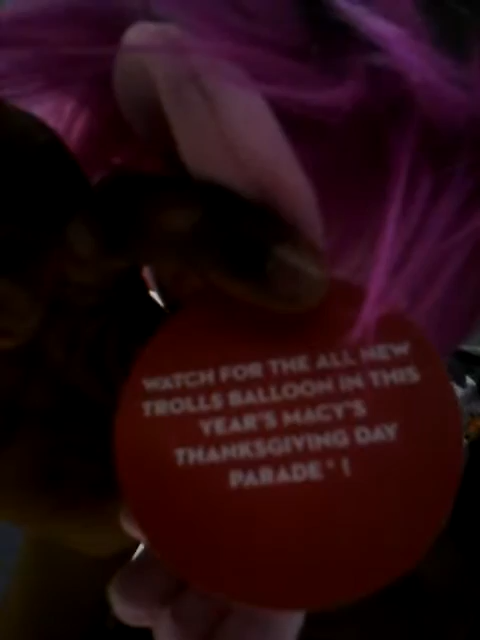 WATCH FOR THE ALL NEW
TROLLS BALLOON IN THIS
YEAR'S MACY'S
THANKSGIVING DAY
PARADE®!